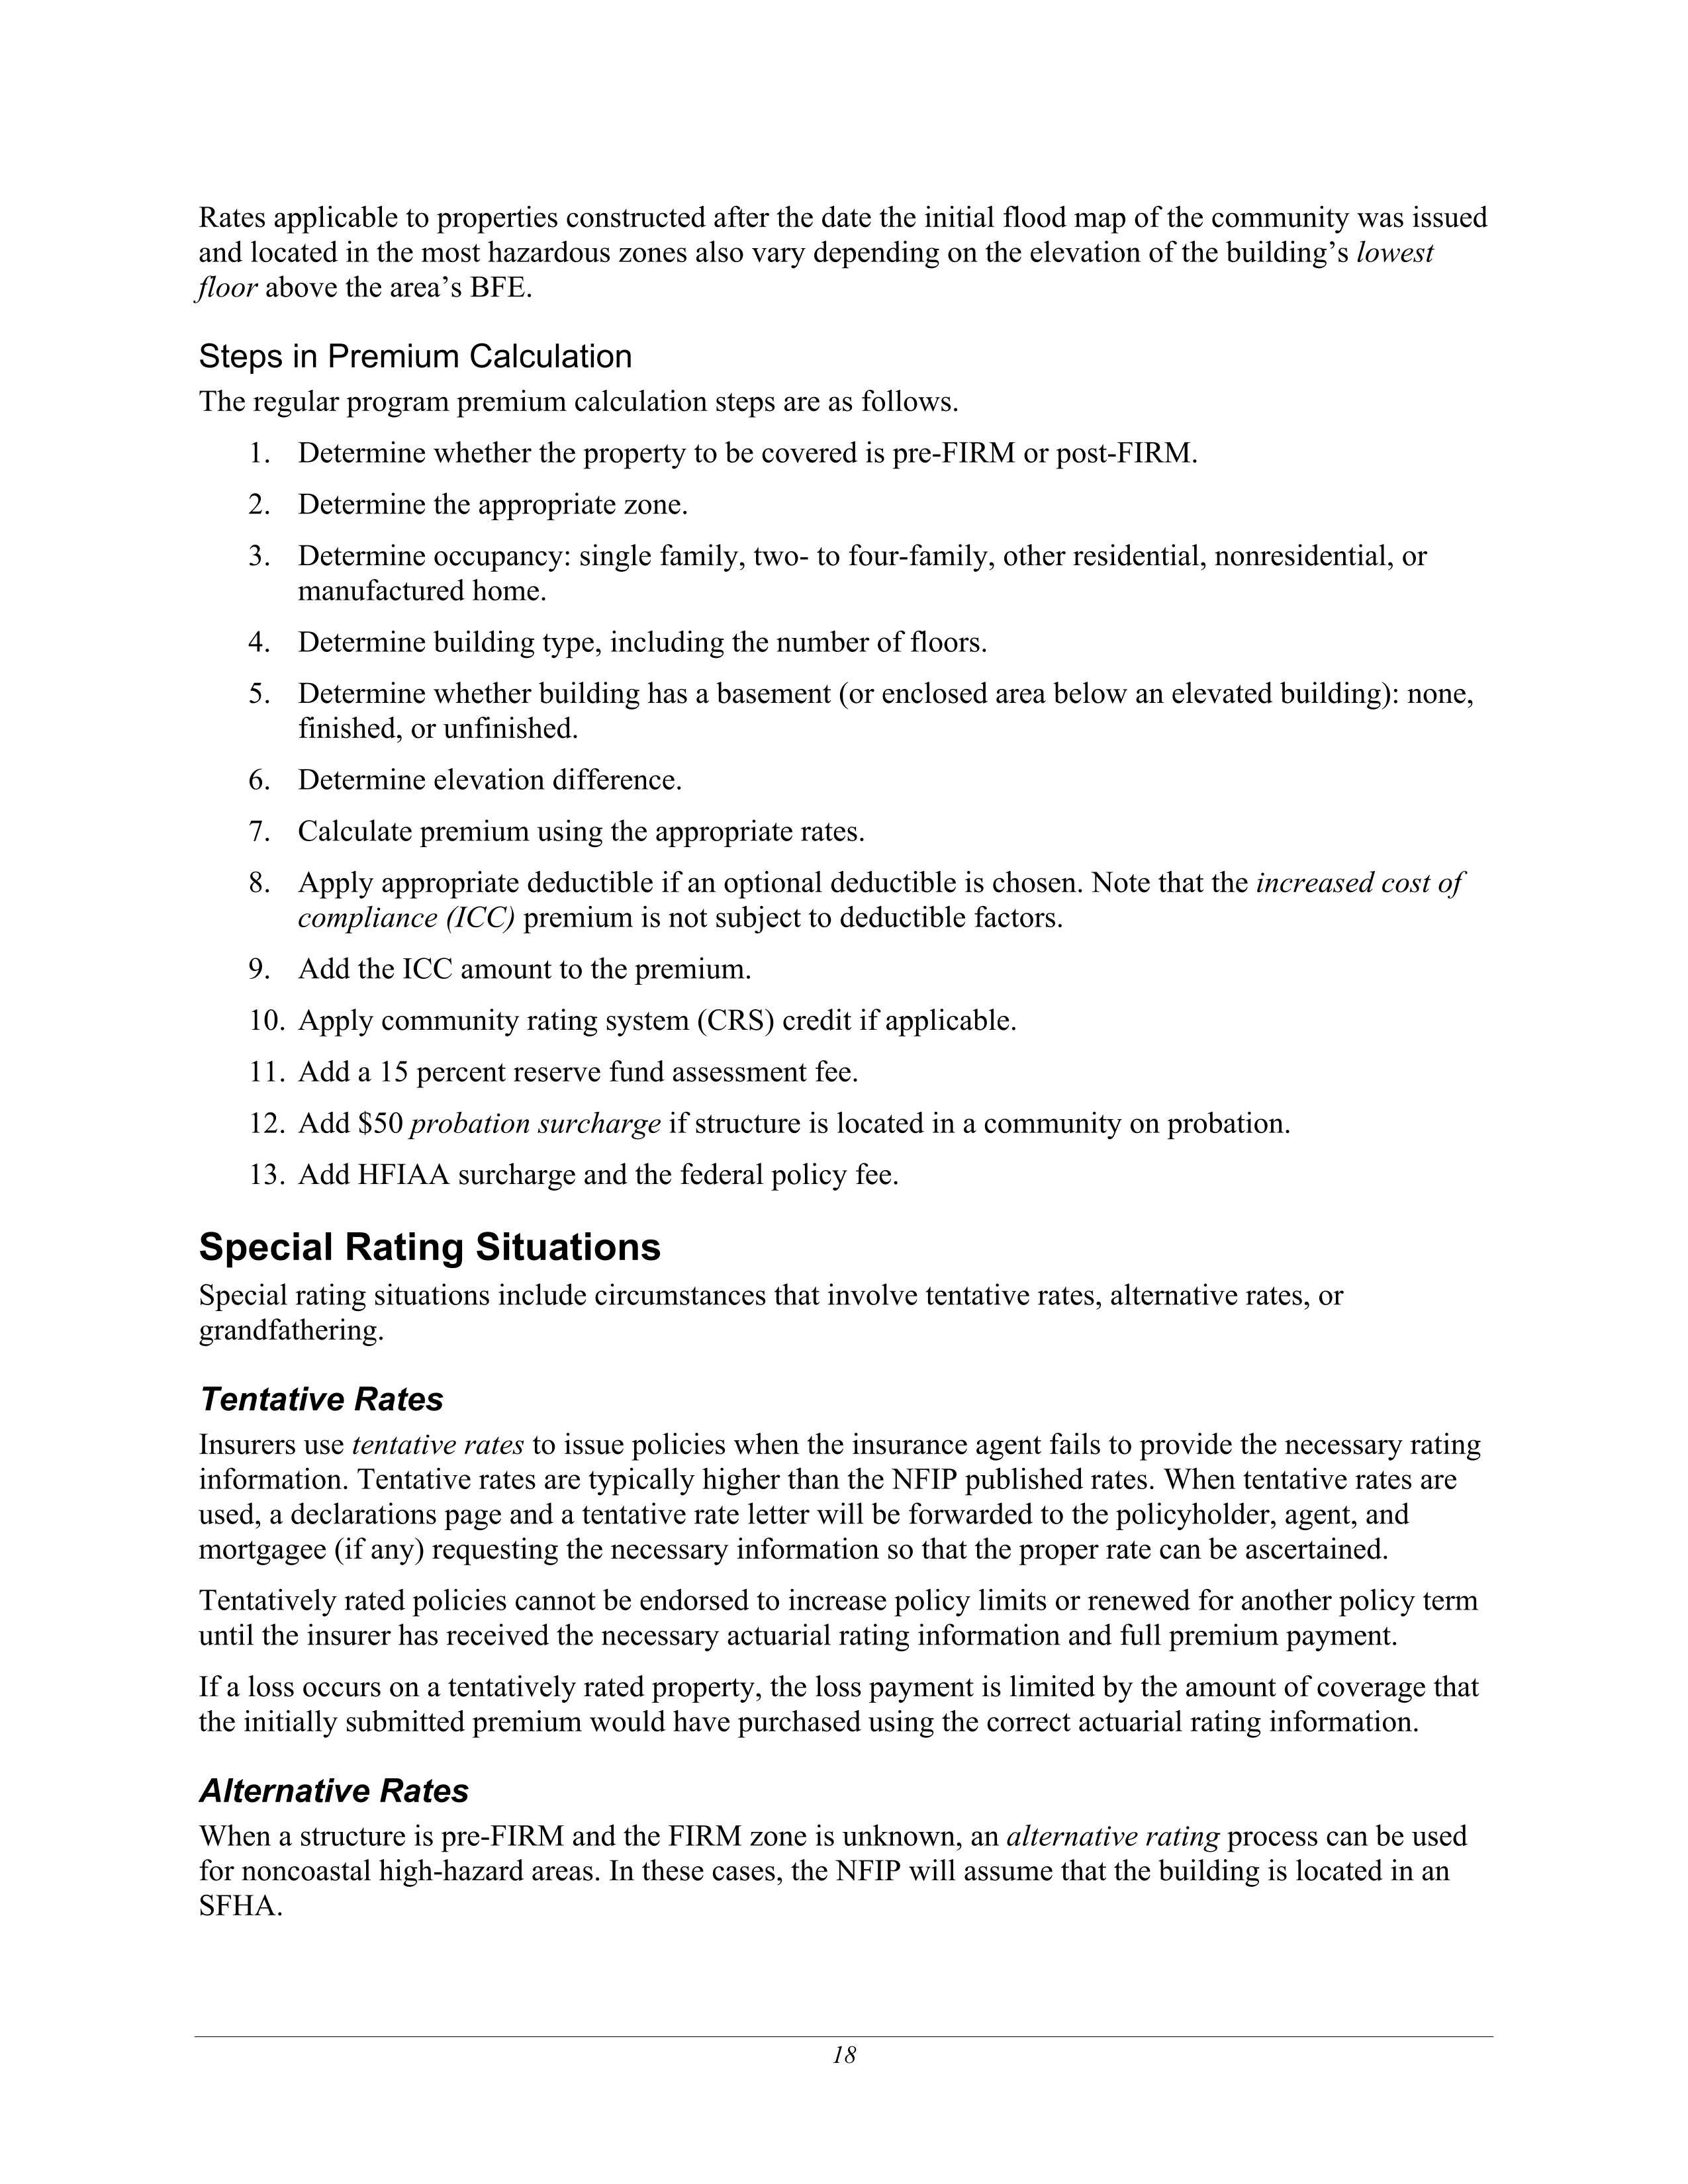 Rates applicable to properties constructed after the date the initial flood map of the community was issued
and located in the most hazardous zones also vary depending on the elevation of the building’s lowest
floor above the area’s BFE.
Steps in Premium Calculation
The regular program premium calculation steps are as follows.
1. Determine whether the property to be covered is pre-FIRM or post-FIRM.
2. Determine the appropriate zone.
3. Determine occupancy: single family, two- to four-family, other residential, nonresidential, or
manufactured home.
4. Determine building type, including the number of floors.
5. Determine whether building has a basement (or enclosed area below an elevated building): none,
finished, or unfinished.
6. Determine elevation difference.
7. Calculate premium using the appropriate rates.
8. Apply appropriate deductible if an optional deductible is chosen. Note that the increased cost of
compliance (ICC) premium is not subject to deductible factors.
9. Add the ICC amount to the premium.
10. Apply community rating system (CRS) credit if applicable.
11. Add a 15 percent reserve fund assessment fee.
12. Add $50 probation surcharge if structure is located in a community on probation.
13. Add HFIAA surcharge and the federal policy fee.
Special Rating Situations
Special rating situations include circumstances that involve tentative rates, alternative rates, or
grandfathering.
Tentative Rates
Insurers use tentative rates to issue policies when the insurance agent fails to provide the necessary rating
information. Tentative rates are typically higher than the NFIP published rates. When tentative rates are
used, a declarations page and a tentative rate letter will be forwarded to the policyholder, agent, and
mortgagee (if any) requesting the necessary information so that the proper rate can be ascertained.
Tentatively rated policies cannot be endorsed to increase policy limits or renewed for another policy term
until the insurer has received the necessary actuarial rating information and full premium payment.
If a loss occurs on a tentatively rated property, the loss payment is limited by the amount of coverage that
the initially submitted premium would have purchased using the correct actuarial rating information.
Alternative Rates
When a structure is pre-FIRM and the FIRM zone is unknown, an alternative rating process can be used
for noncoastal high-hazard areas. In these cases, the NFIP will assume that the building is located in an
SFHA.
18